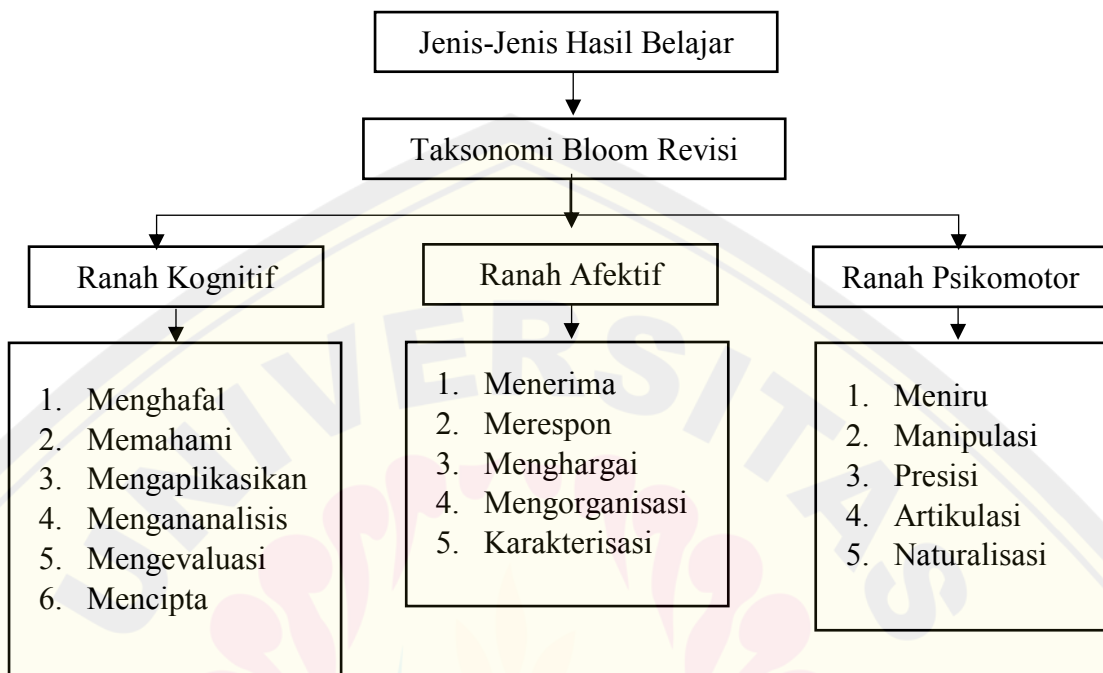 Jenis-Jenis Hasil Belajar
Taksonomi Bloom Revisi
Ranah Kognitif
Ranah Afektif
Ranah Psikomotor
1. Menghafal
2. Memahami
3. Mengaplikasikan
4. Mengananalisis
5. Mengevaluasi
6. Mencipta
1. Menerima
2. Merespon
3. Menghargai
4. Mengorganisasi
5. Karakterisasi
1. Meniru
2. Manipulasi
3. Presisi
4. Artikulasi
5. Naturalisasi
UNIVERSITAS